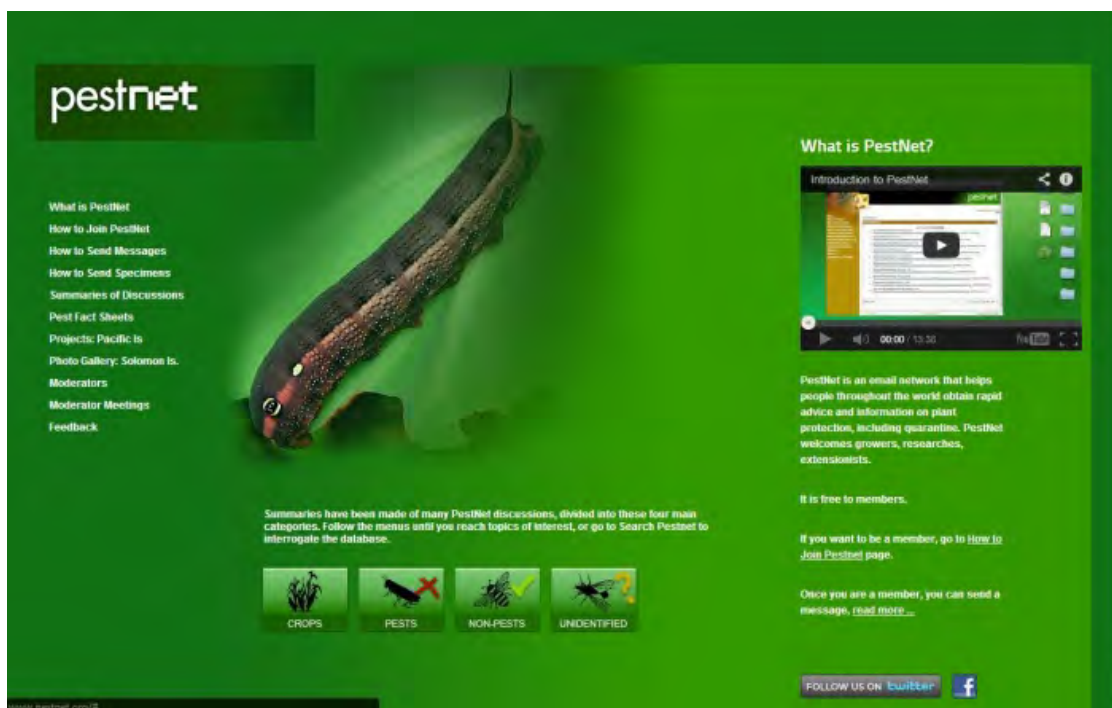 pestnet
What is PestNet
How to Join PestNet
How to Send Messages
How to Send Specimens
Summaries of Discussions
Pest Fact Sheets
Projects: Pacific Is
Photo Gallery: Solomon Is.
Moderators
Moderator Meetings
Feedback
Summaries have been made of many PestNet discussions, divided into these four main
categories. Follow the menus until you reach topics of interest, or go to Search Pestnet to
interrogate the database.
CROPS
PESTS
NON-PESTS
UNIDENTIFIED
What is PestNet?
Introduction to PestNet
pestnet
00:00 / 13:38
YouTube
PestNet is an email network that helps
people throughout the world obtain rapid
advice and information on plant
protection, including quarantine. PestNet
welcomes growers, researches,
extensionists.
It is free to members.
If you want to be a member, go to How to
Join Pestnet page.
Once you are a member, you can send a
message, read more ...
FOLLOW US ON twitter
f